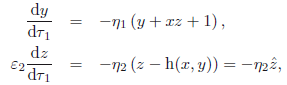 dy/dτ₁ = −η₁ (y + xz + 1) ,
ε₂ dz/dτ₁ = −η₂ (z − h(x, y)) = −η₂ẑ,